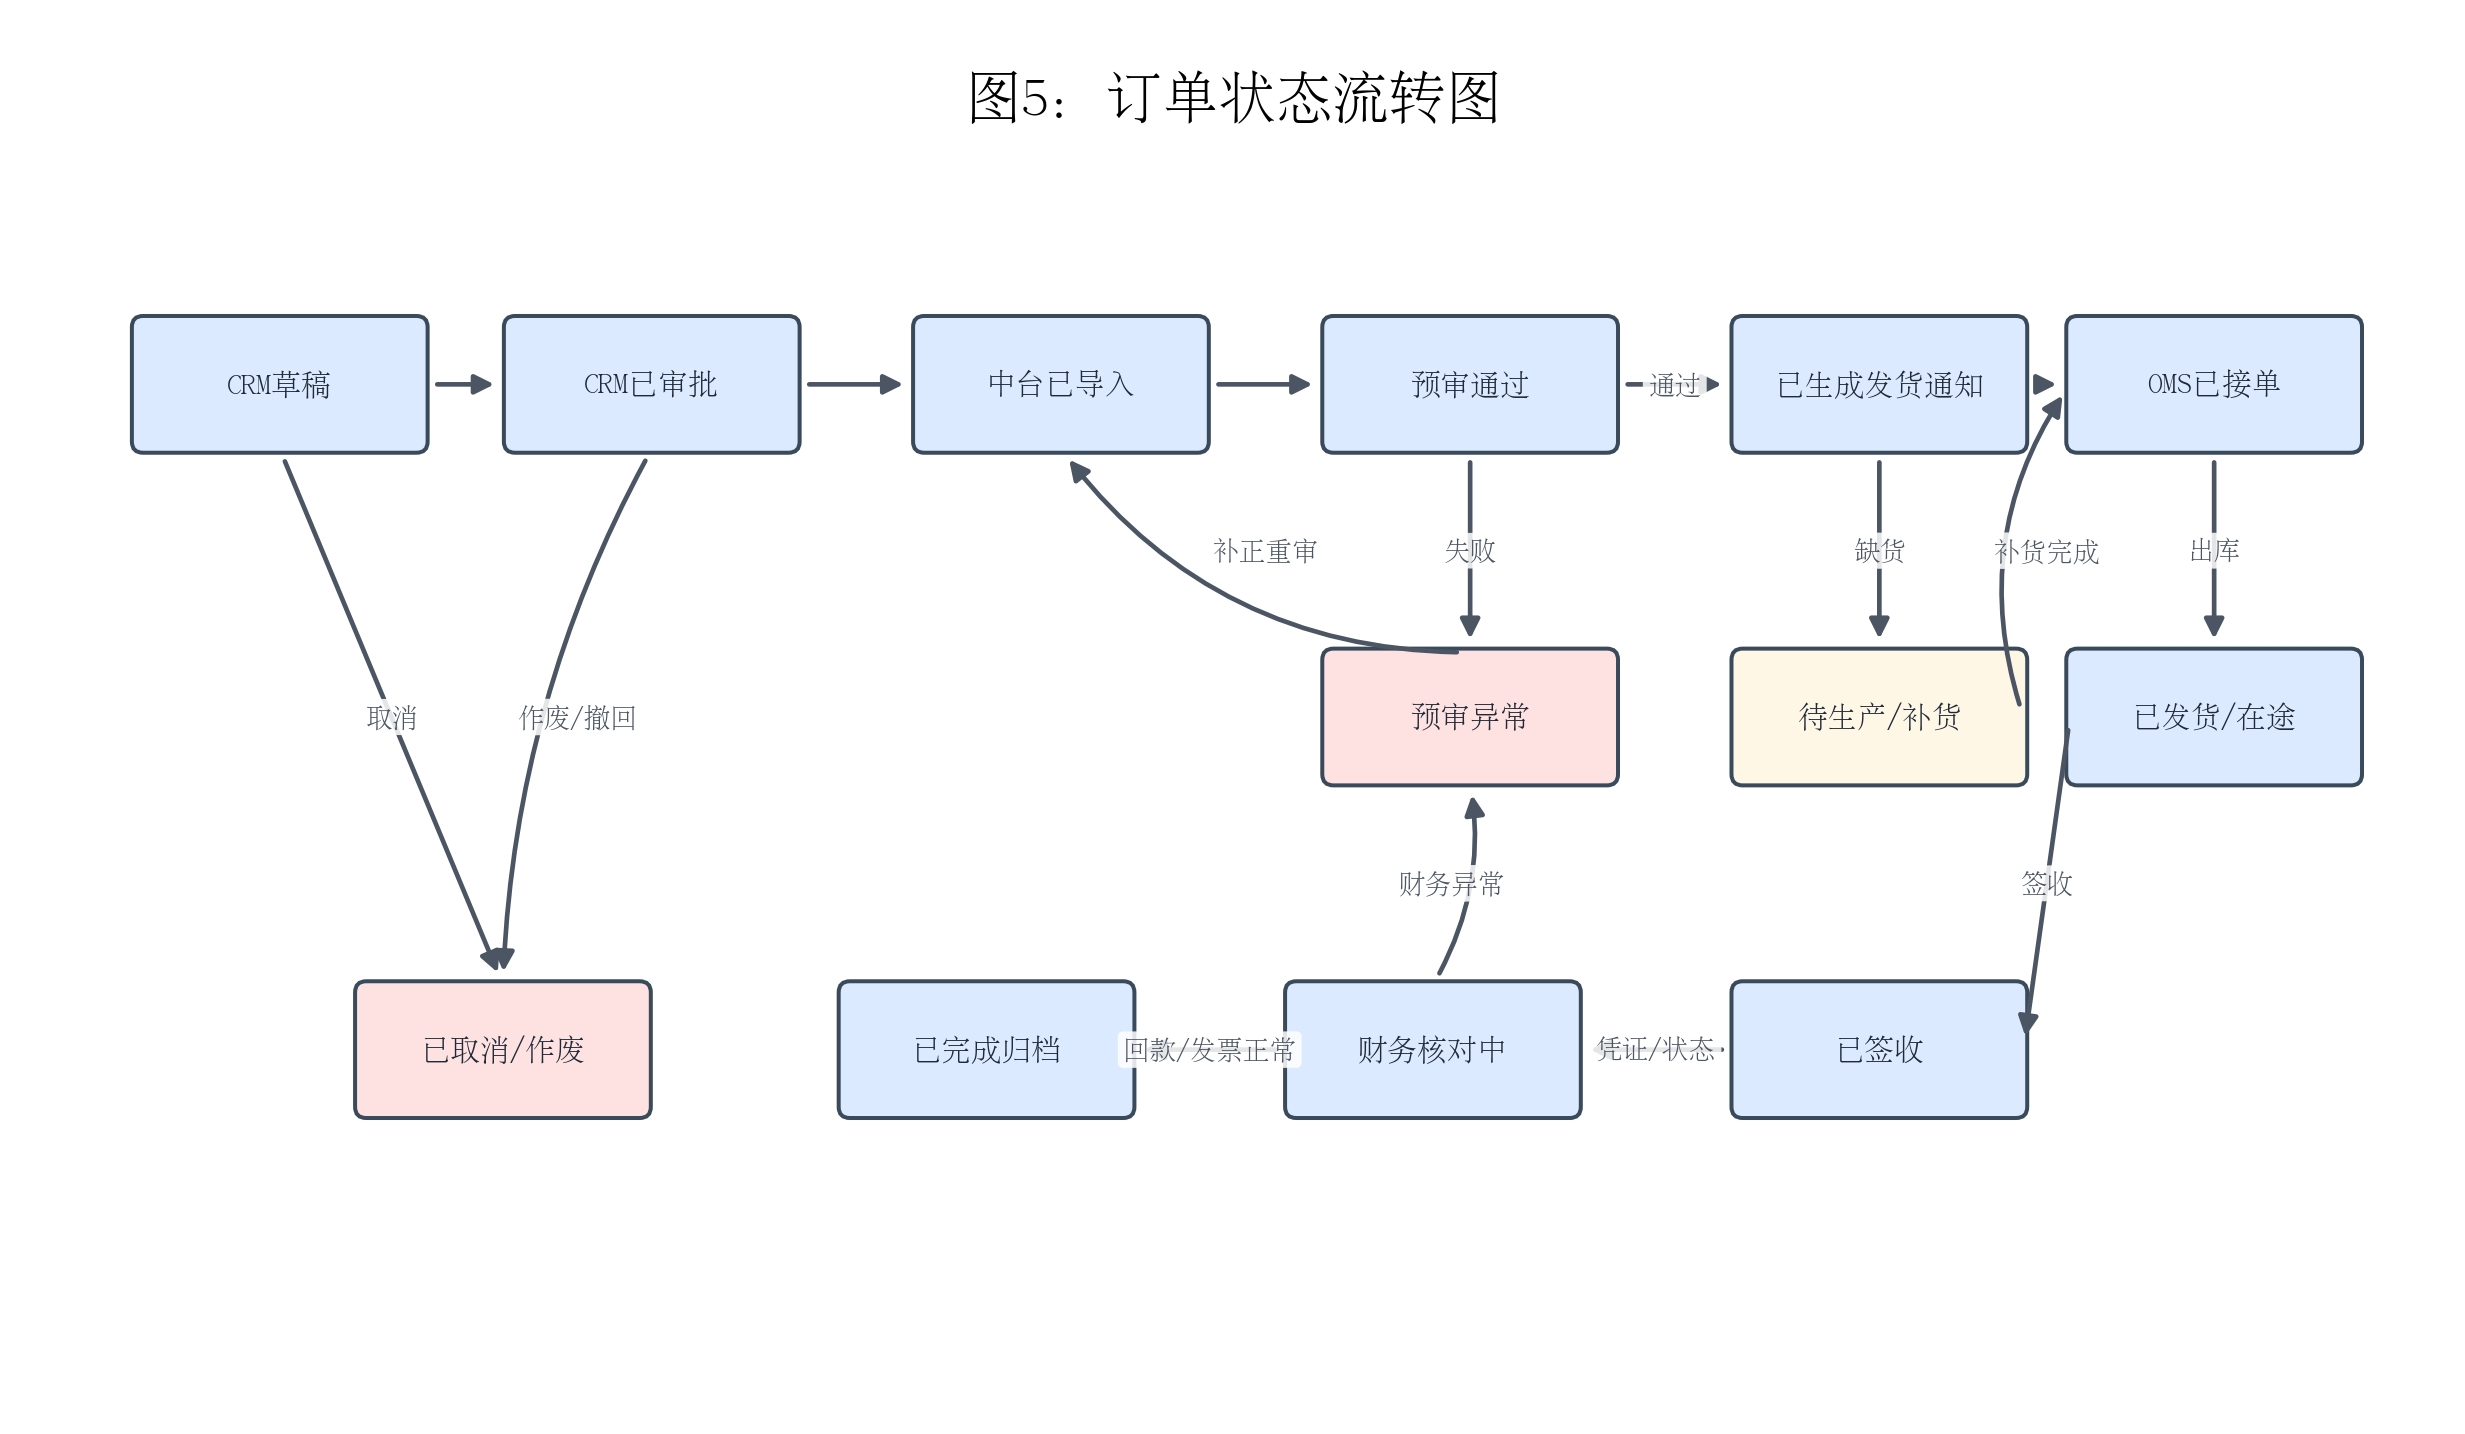 图5：订单状态流转图
CRM草稿
CRM已审批
中台已导入
预审通过
通过
已生成发货通知
OMS已接单
补正重审
失败
缺货
补货完成
出库
取消
作废/撤回
预审异常
待生产/补货
已发货/在途
财务异常
签收
已取消/作废
已完成归档
回款/发票正常
财务核对中
凭证/状态
已签收